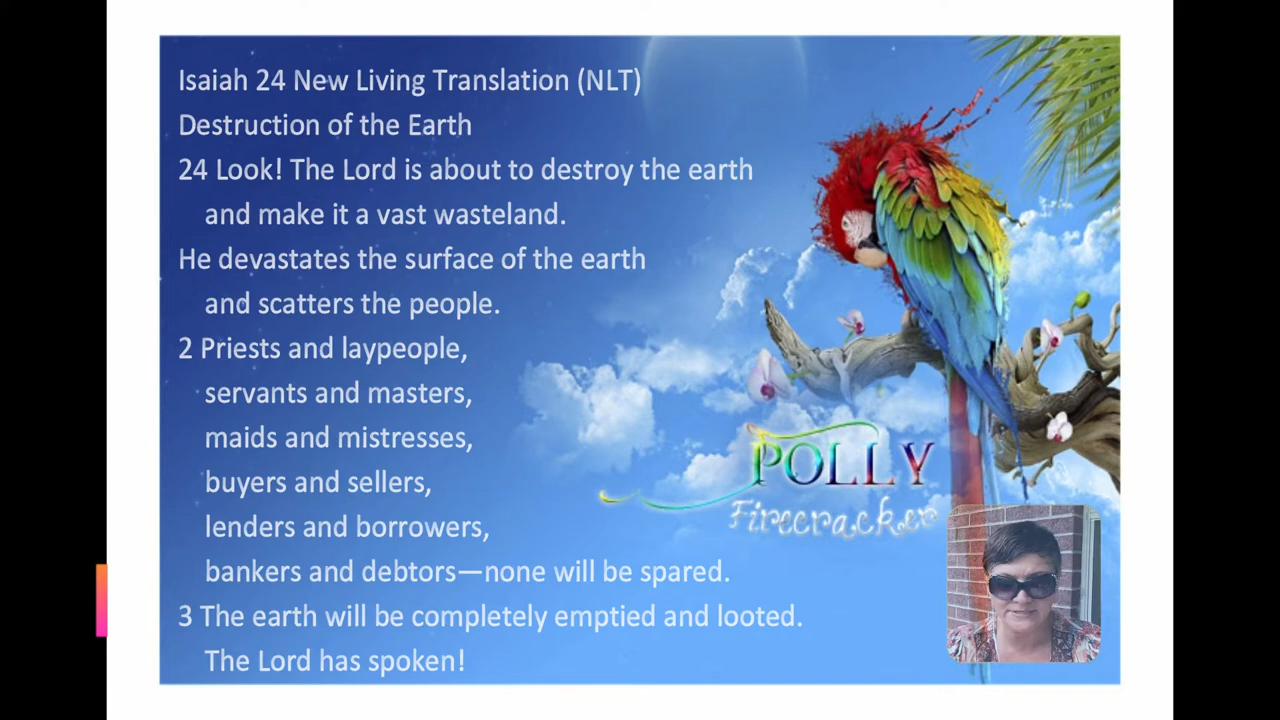 Isaiah 24 New Living Translation (NLT)
Destruction of the Earth
24 Look! The Lord is about to destroy the earth
and make it a vast wasteland.
He devastates the surface of the earth
and scatters the people.
2 Priests and laypeople,
servants and masters,
maids and mistresses,
buyers and sellers,
lenders and borrowers,
bankers and debtors—none will be spared.
3 The earth will be completely emptied and looted.
The Lord has spoken!
POLLY
Firecracker